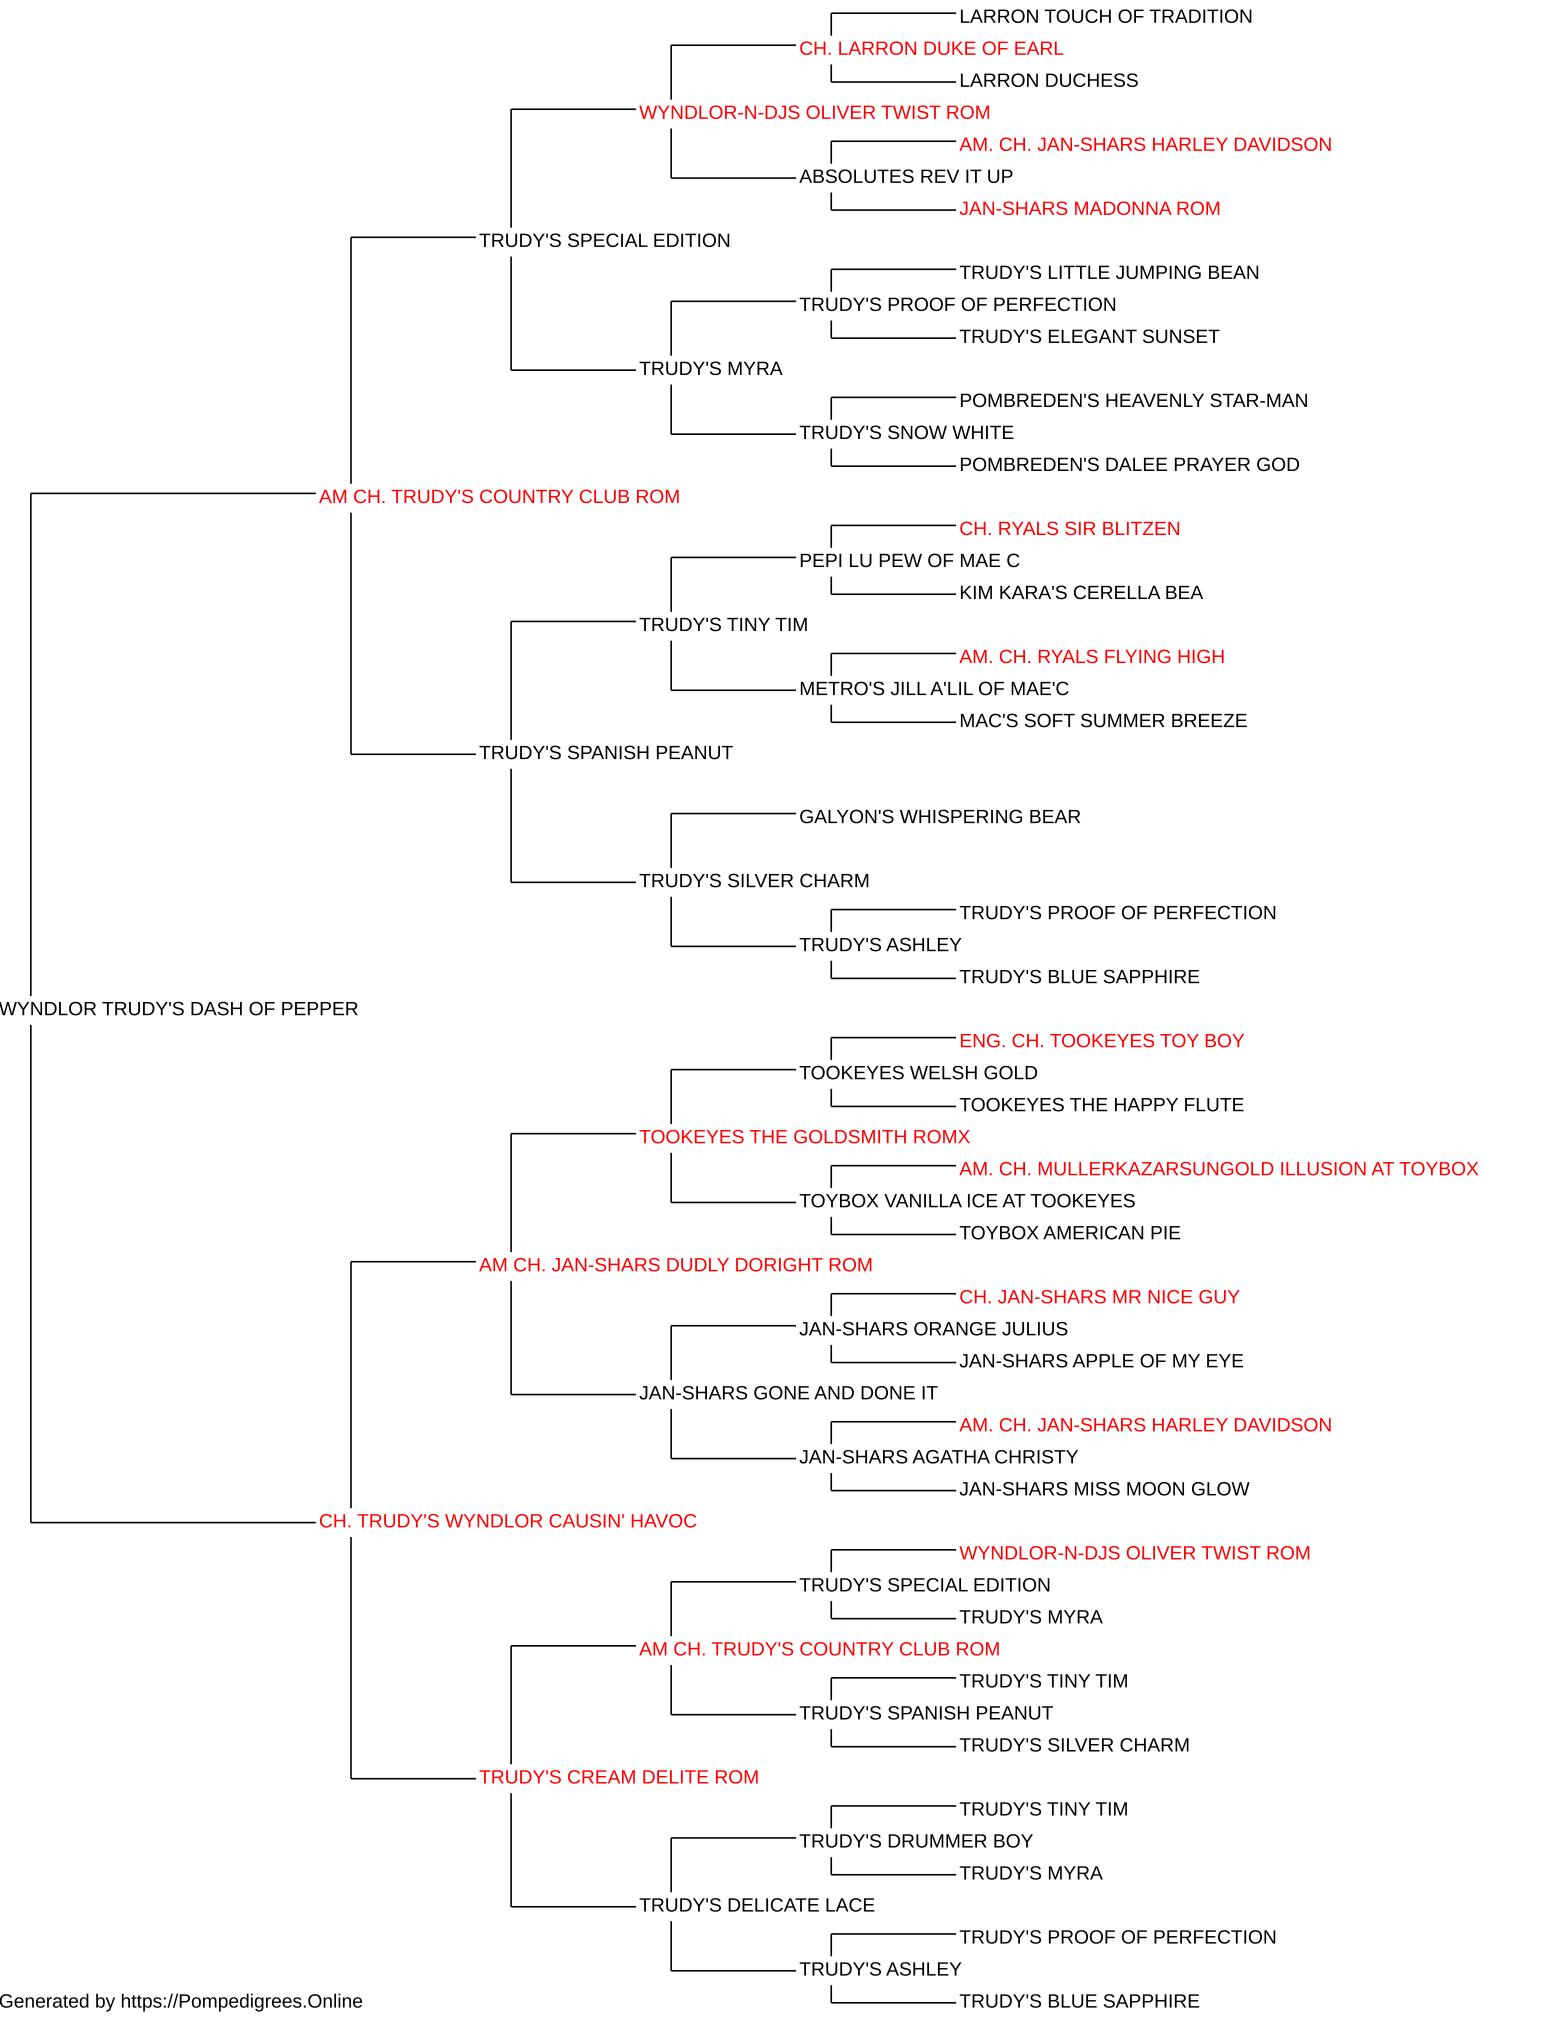 LARRON TOUCH OF TRADITION
CH. LARRON DUKE OF EARL
LARRON DUCHESS
WYNDLOR-N-DJS OLIVER TWIST ROM
AM. CH. JAN-SHARS HARLEY DAVIDSON
ABSOLUTES REV IT UP
JAN-SHARS MADONNA ROM
TRUDY'S SPECIAL EDITION
TRUDY'S LITTLE JUMPING BEAN
TRUDY'S PROOF OF PERFECTION
TRUDY'S ELEGANT SUNSET
TRUDY'S MYRA
POMBREDEN'S HEAVENLY STAR-MAN
TRUDY'S SNOW WHITE
POMBREDEN'S DALEE PRAYER GOD
AM CH. TRUDY'S COUNTRY CLUB ROM
CH. RYALS SIR BLITZEN
PEPI LU PEW OF MAE C
KIM KARA'S CERELLA BEA
TRUDY'S TINY TIM
AM. CH. RYALS FLYING HIGH
METRO'S JILL A'LIL OF MAE'C
MAC'S SOFT SUMMER BREEZE
TRUDY'S SPANISH PEANUT
GALYON'S WHISPERING BEAR
TRUDY'S SILVER CHARM
TRUDY'S PROOF OF PERFECTION
TRUDY'S ASHLEY
TRUDY'S BLUE SAPPHIRE
WYNDLOR TRUDY'S DASH OF PEPPER
ENG. CH. TOOKEYES TOY BOY
TOOKEYES WELSH GOLD
TOOKEYES THE HAPPY FLUTE
TOOKEYES THE GOLDSMITH ROMX
AM. CH. MULLERKAZARSUNGOLD ILLUSION AT TOYBOX
TOYBOX VANILLA ICE AT TOOKEYES
TOYBOX AMERICAN PIE
AM CH. JAN-SHARS DUDLY DORIGHT ROM
CH. JAN-SHARS MR NICE GUY
JAN-SHARS ORANGE JULIUS
JAN-SHARS APPLE OF MY EYE
JAN-SHARS GONE AND DONE IT
AM. CH. JAN-SHARS HARLEY DAVIDSON
JAN-SHARS AGATHA CHRISTY
JAN-SHARS MISS MOON GLOW
CH. TRUDY'S WYNDLOR CAUSIN' HAVOC
WYNDLOR-N-DJS OLIVER TWIST ROM
TRUDY'S SPECIAL EDITION
TRUDY'S MYRA
AM CH. TRUDY'S COUNTRY CLUB ROM
TRUDY'S TINY TIM
TRUDY'S SPANISH PEANUT
TRUDY'S SILVER CHARM
TRUDY'S CREAM DELITE ROM
TRUDY'S TINY TIM
TRUDY'S DRUMMER BOY
TRUDY'S MYRA
TRUDY'S DELICATE LACE
TRUDY'S PROOF OF PERFECTION
TRUDY'S ASHLEY
TRUDY'S BLUE SAPPHIRE
Generated by https://Pompedigrees.Online